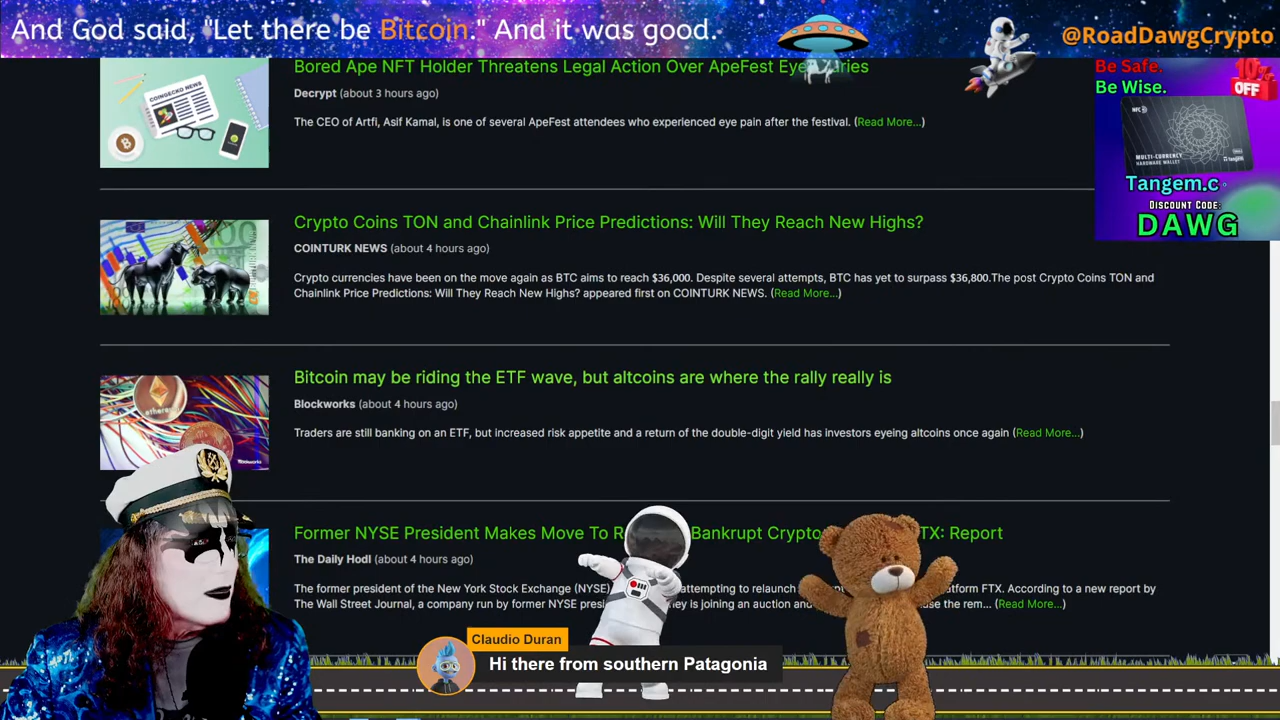 And God said, "Let there be Bitcoin." And it was good.
@RoadDawgCrypto
Be Safe.
Be Wise.
10%
OFF
NFC
MULTI-CURRENCY
HARDWARE WALLET
Tangem
Tangem.c
DISCOUNT CODE:
DAWG
Bored Ape NFT Holder Threatens Legal Action Over ApeFest Eye ries
Decrypt (about 3 hours ago)
The CEO of Artfi, Asif Kamal, is one of several ApeFest attendees who experienced eye pain after the festival. (Read More...)
COINGECKO NEWS
Crypto Coins TON and Chainlink Price Predictions: Will They Reach New Highs?
COINTURK NEWS (about 4 hours ago)
Crypto currencies have been on the move again as BTC aims to reach $36,000. Despite several attempts, BTC has yet to surpass $36,800.The post Crypto Coins TON and
Chainlink Price Predictions: Will They Reach New Highs? appeared first on COINTURK NEWS. (Read More...)
Bitcoin may be riding the ETF wave, but altcoins are where the rally really is
Blockworks (about 4 hours ago)
Traders are still banking on an ETF, but increased risk appetite and a return of the double-digit yield has investors eyeing altcoins once again (Read More...)
Former NYSE President Makes Move To R Bankrupt Crypto TX: Report
The Daily Hodl (about 4 hours ago)
The former president of the New York Stock Exchange (NYSE) attempting to relaunch atform FTX. According to a new report by
The Wall Street Journal, a company run by former NYSE presi ey is joining an auction and use the rem... (Read More...)
Claudio Duran
Hi there from southern Patagonia